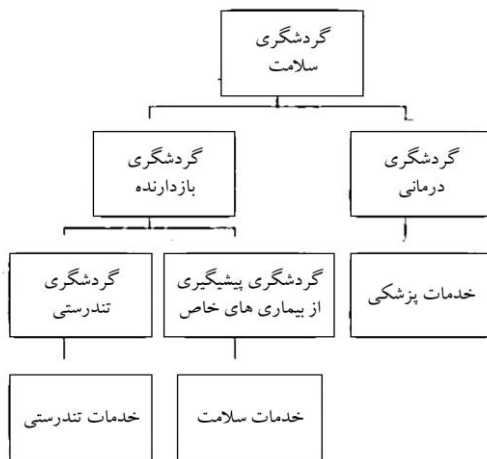 گردشگری
سلامت
گردشگری
درمانی
گردشگری
بازدارنده
خدمات پزشکی
گردشگری پیشگیری
از بیماری های خاص
گردشگری
تندرستی
خدمات سلامت
خدمات تندرستی